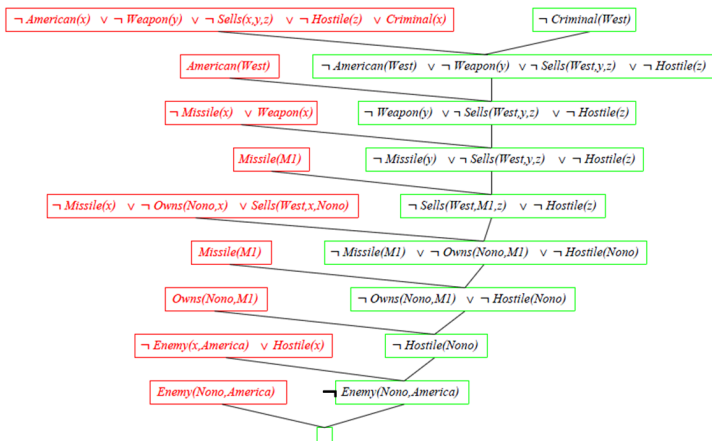 ¬ American(x) ∨ ¬ Weapon(y) ∨ ¬ Sells(x,y,z) ∨ ¬ Hostile(z) ∨ Criminal(x)
¬ Criminal(West)
American(West)
¬ American(West) ∨ ¬ Weapon(y) ∨ ¬ Sells(West,y,z) ∨ ¬ Hostile(z)
¬ Missile(x) ∨ Weapon(x)
¬ Weapon(y) ∨ ¬ Sells(West,y,z) ∨ ¬ Hostile(z)
Missile(M1)
¬ Missile(y) ∨ ¬ Sells(West,y,z) ∨ ¬ Hostile(z)
¬ Missile(x) ∨ ¬ Owns(Nono,x) ∨ Sells(West,x,Nono)
¬ Sells(West,M1,z) ∨ ¬ Hostile(z)
Missile(M1)
¬ Missile(M1) ∨ ¬ Owns(Nono,M1) ∨ ¬ Hostile(Nono)
Owns(Nono,M1)
¬ Owns(Nono,M1) ∨ ¬ Hostile(Nono)
¬ Enemy(x,America) ∨ Hostile(x)
¬ Hostile(Nono)
Enemy(Nono,America)
¬ Enemy(Nono,America)